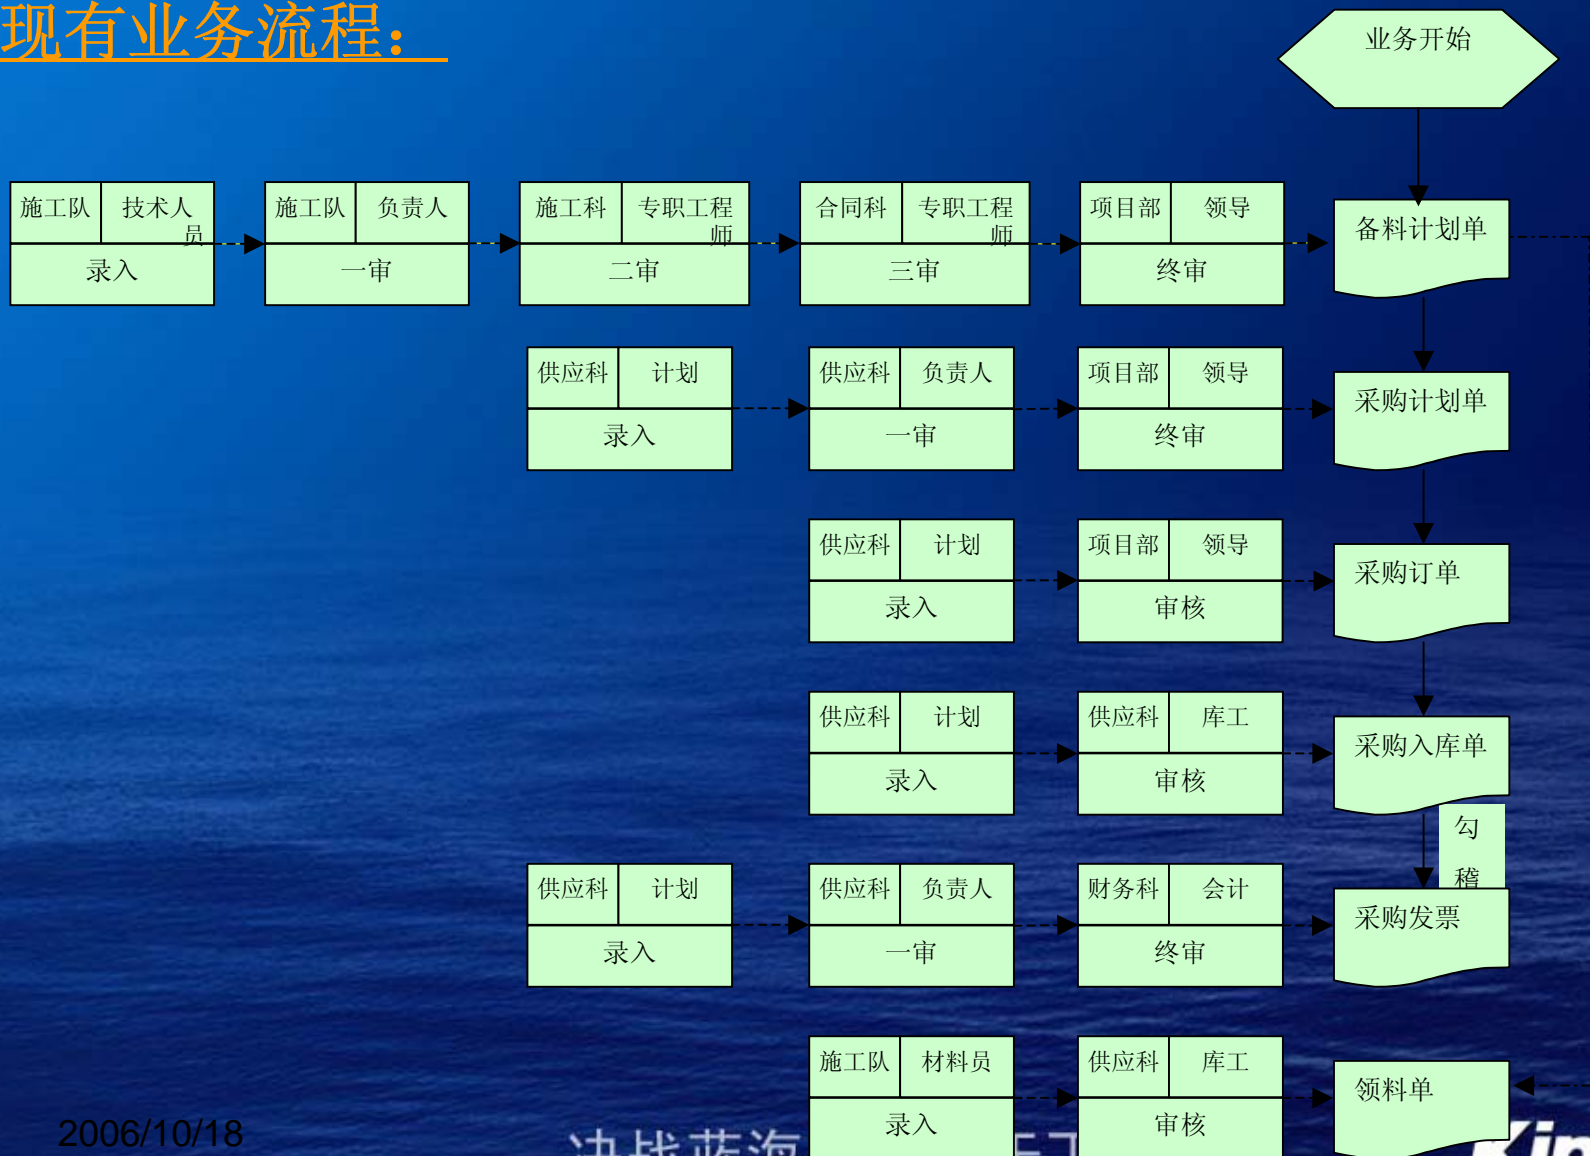 现有业务流程：
业务开始
施工队
技术人
员
录入
施工队
负责人
一审
施工科
专职工程
师
二审
合同科
专职工程
师
三审
项目部
领导
终审
备料计划单
供应科
计划
录入
供应科
负责人
一审
项目部
领导
终审
采购计划单
供应科
计划
录入
项目部
领导
审核
采购订单
供应科
计划
录入
供应科
库工
审核
采购入库单
勾
稽
供应科
计划
录入
供应科
负责人
一审
财务科
会计
终审
采购发票
施工队
材料员
录入
供应科
库工
审核
领料单
2006/10/18
决战蓝海